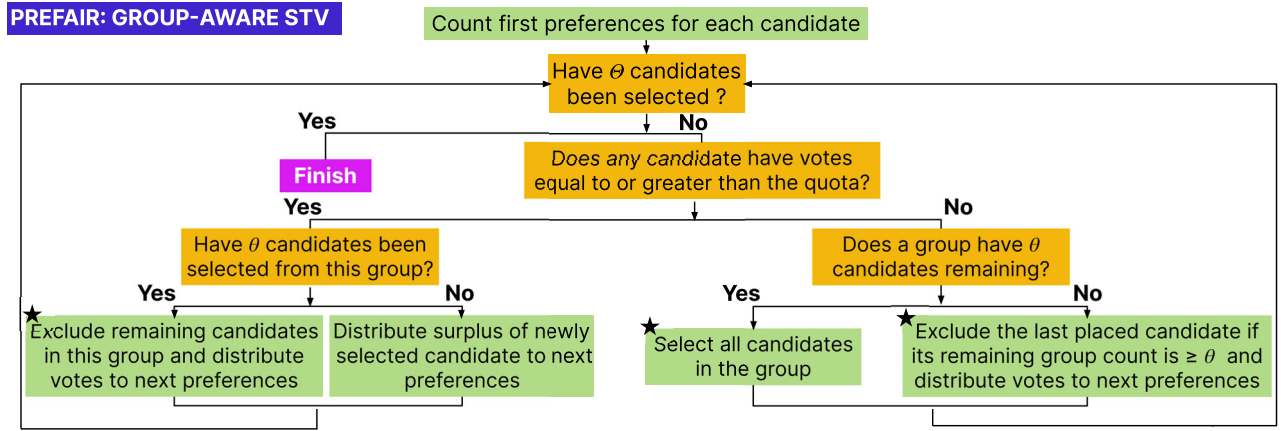 PREFAIR: GROUP-AWARE STV
Count first preferences for each candidate
Have Θ candidates
been selected ?
Yes
No
Finish
Does any candidate have votes
equal to or greater than the quota?
Yes
No
Have θ candidates been
selected from this group?
Does a group have θ
candidates remaining?
Yes
No
Yes
No
Exclude remaining candidates
in this group and distribute
votes to next preferences
Distribute surplus of newly
selected candidate to next
preferences
Select all candidates
in the group
Exclude the last placed candidate if
its remaining group count is ≥ θ and
distribute votes to next preferences